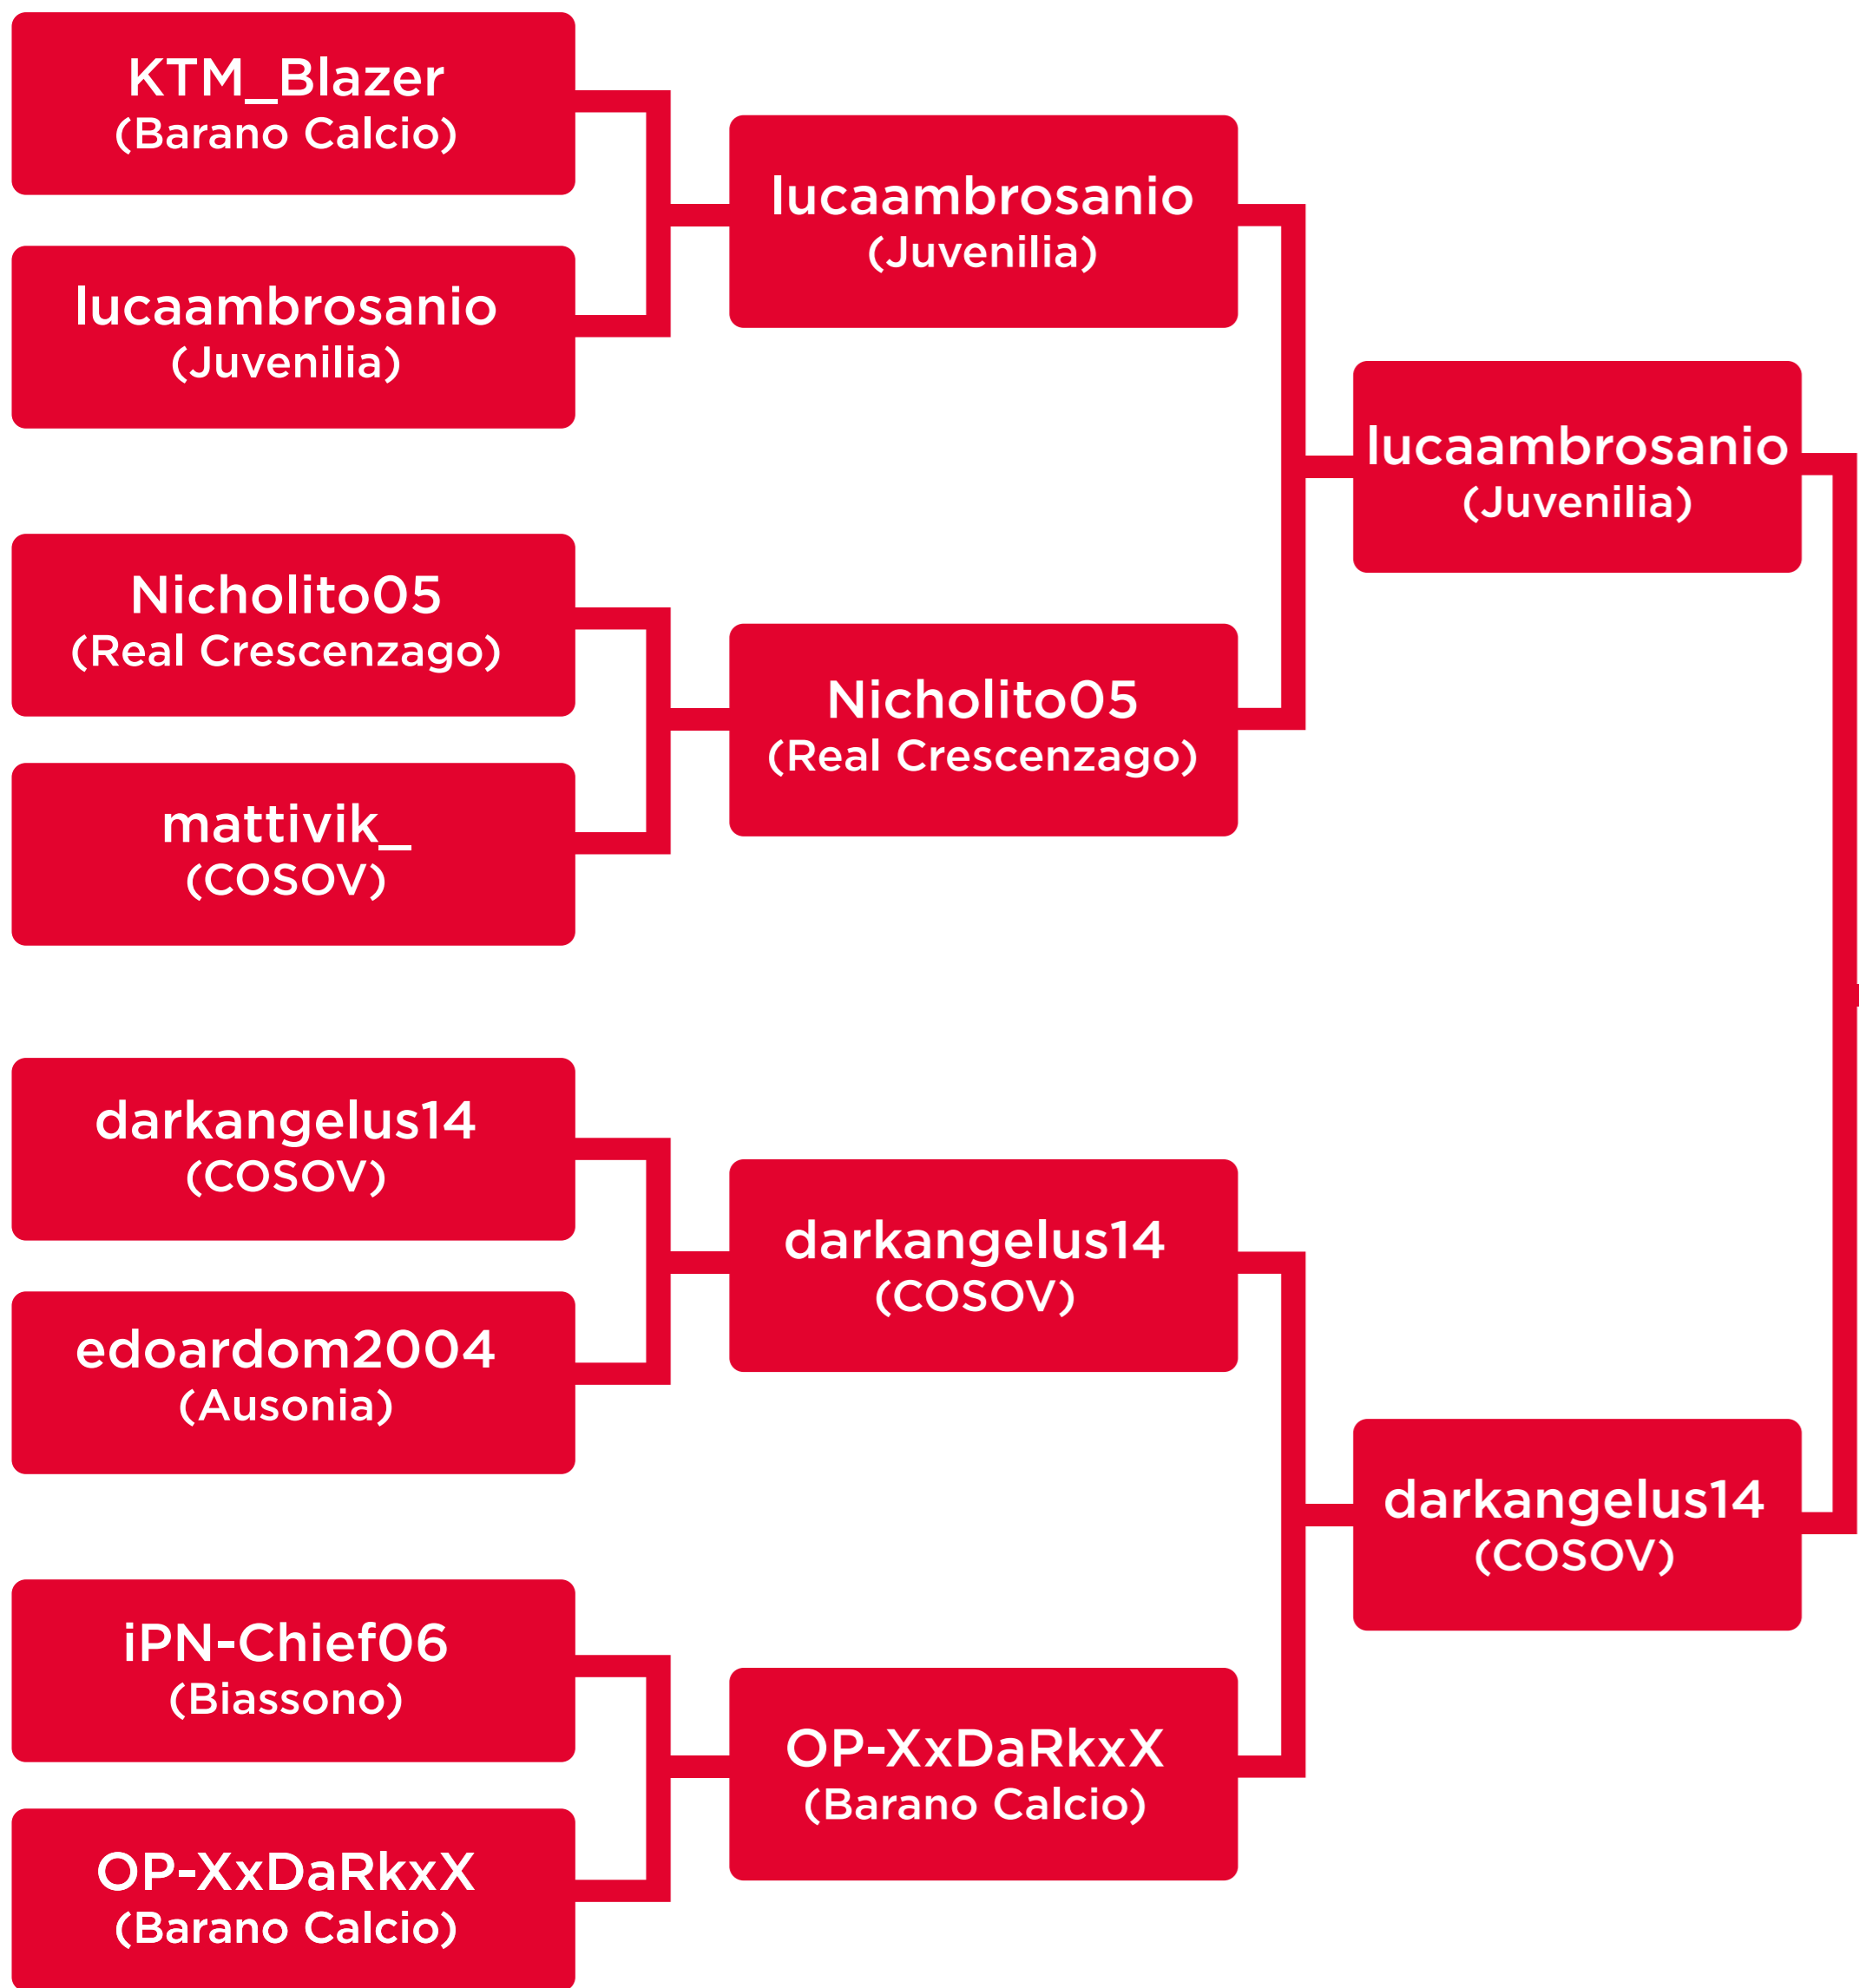 KTM_Blazer
(Barano Calcio)
lucaambrosanio
(Juvenilia)
Nicholito05
(Real Crescenzago)
mattivik_
(COSOV)
darkangelus14
(COSOV)
edoardom2004
(Ausonia)
iPN-Chief06
(Biassono)
OP-XxDaRkxX
(Barano Calcio)
lucaambrosanio
(Juvenilia)
Nicholito05
(Real Crescenzago)
darkangelus14
(COSOV)
OP-XxDaRkxX
(Barano Calcio)
lucaambrosanio
(Juvenilia)
darkangelus14
(COSOV)